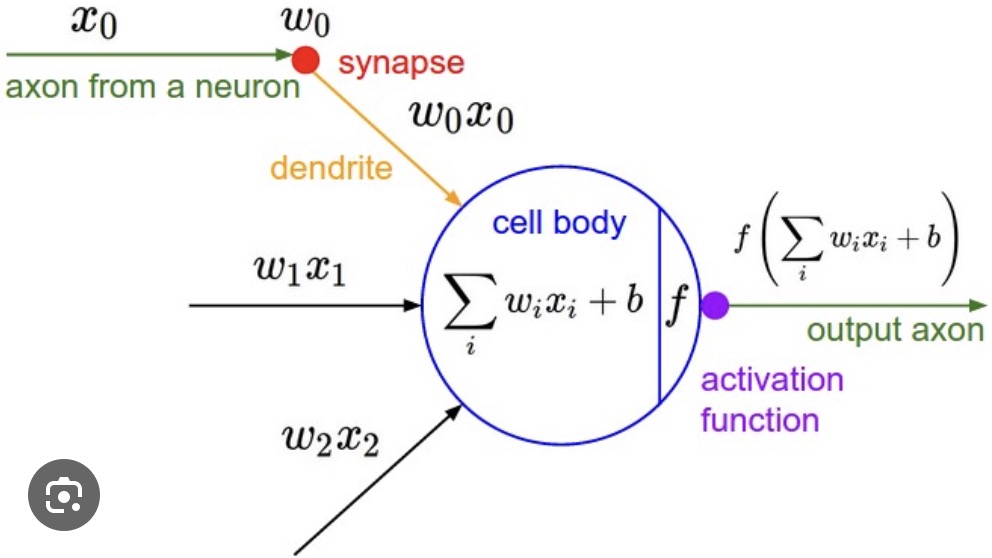 x₀
w₀
axon from a neuron
synapse
w₀x₀
dendrite
cell body
f(∑ᵢ wᵢxᵢ + b)
w₁x₁
∑ᵢ wᵢxᵢ + b
f
output axon
activation
function
w₂x₂